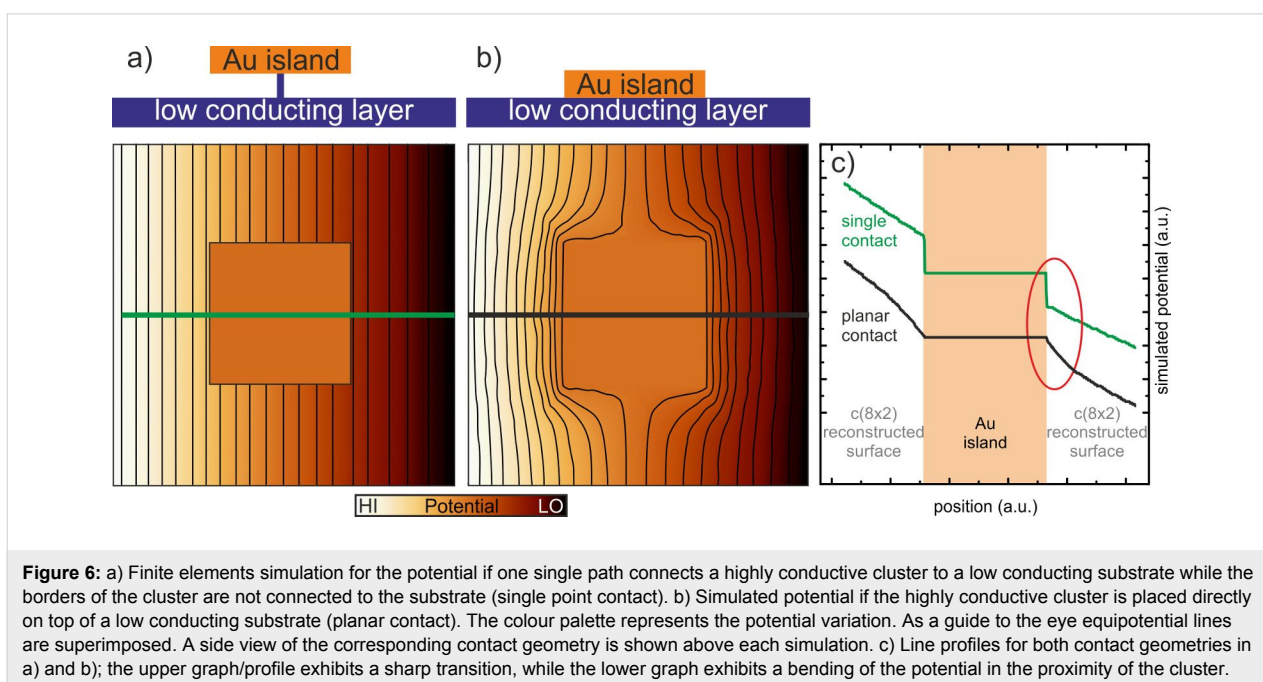 a)
Au island
low conducting layer
b)
Au island
low conducting layer
HI Potential LO
c)
single
contact
planar
contact
c(8x2)
reconstructed
surface
Au
island
c(8x2)
reconstructed
surface
position (a.u.)
simulated potential (a.u.)
Figure 6: a) Finite elements simulation for the potential if one single path connects a highly conductive cluster to a low conducting substrate while the
borders of the cluster are not connected to the substrate (single point contact). b) Simulated potential if the highly conductive cluster is placed directly
on top of a low conducting substrate (planar contact). The colour palette represents the potential variation. As a guide to the eye equipotential lines
are superimposed. A side view of the corresponding contact geometry is shown above each simulation. c) Line profiles for both contact geometries in
a) and b); the upper graph/profile exhibits a sharp transition, while the lower graph exhibits a bending of the potential in the proximity of the cluster.